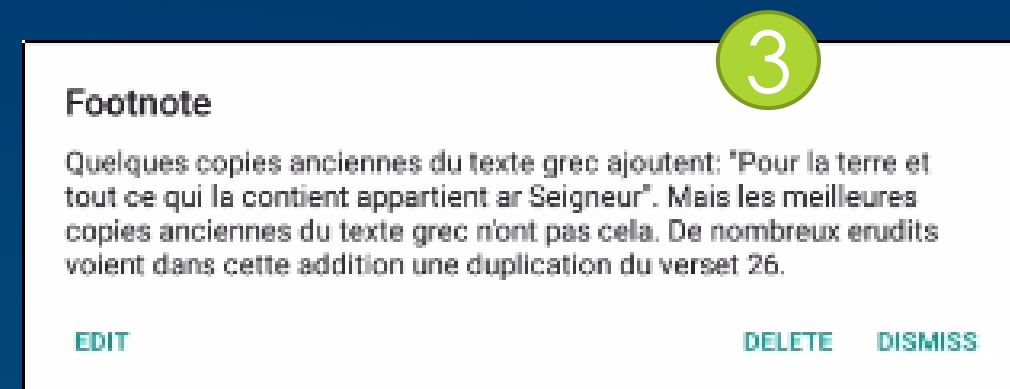 3
Footnote
Quelques copies anciennes du texte grec ajoutent: "Pour la terre et
tout ce qui la contient appartient ar Seigneur". Mais les meilleures
copies anciennes du texte grec n'ont pas cela. De nombreux erudits
voient dans cette addition une duplication du verset 26.
EDIT DELETE DISMISS